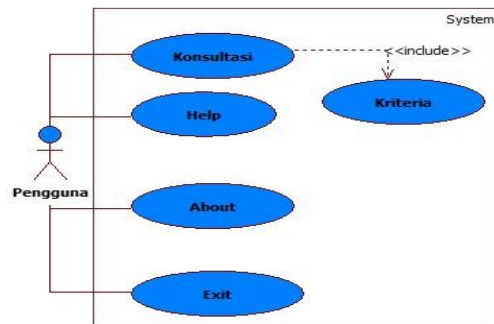 System
Konsultasi
<<include>>
Kriteria
Help
Pengguna
About
Exit